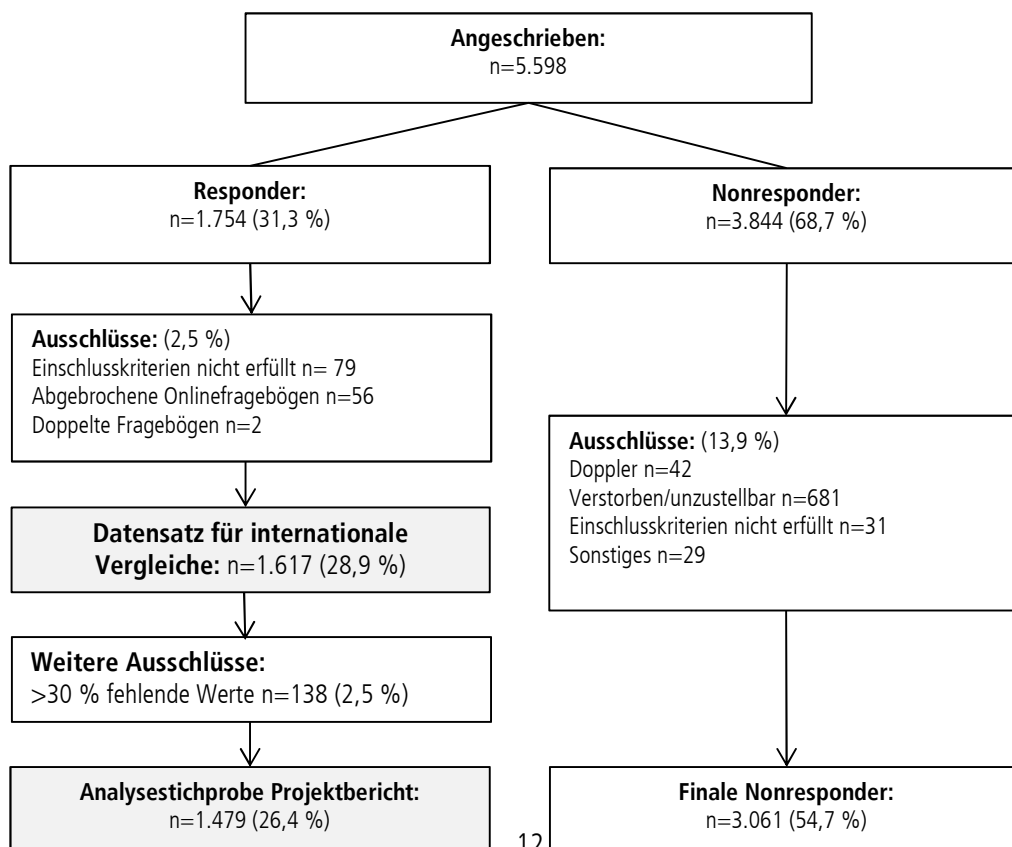 Angeschrieben:
n=5.598
Responder:
n=1.754 (31,3 %)
Nonresponder:
n=3.844 (68,7 %)
Ausschlüsse: (2,5 %)
Einschlusskriterien nicht erfüllt n= 79
Abgebrochene Onlinefragebögen n=56
Doppelte Fragebögen n=2
Ausschlüsse: (13,9 %)
Doppler n=42
Verstorben/unzustellbar n=681
Einschlusskriterien nicht erfüllt n=31
Sonstiges n=29
Datensatz für internationale
Vergleiche: n=1.617 (28,9 %)
Weitere Ausschlüsse:
>30 % fehlende Werte n=138 (2,5 %)
Analysestichprobe Projektbericht:
n=1.479 (26,4 %)
Finale Nonresponder:
n=3.061 (54,7 %)
12